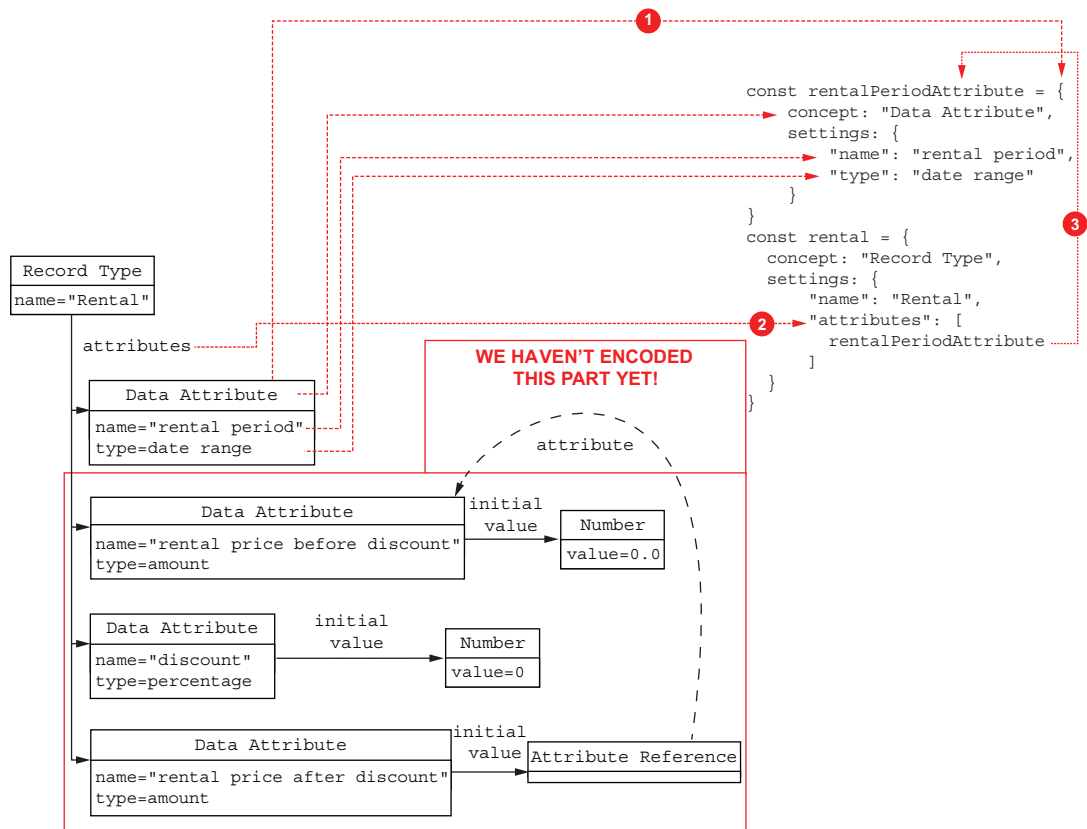 1
const rentalPeriodAttribute = {
concept: "Data Attribute",
settings: {
"name": "rental period",
"type": "date range"
}
}
const rental = {
concept: "Record Type",
settings: {
"name": "Rental",
"attributes": [
rentalPeriodAttribute
]
}
}
3
2
Record Type
name="Rental"
attributes
Data Attribute
name="rental period"
type=date range
WE HAVEN'T ENCODED
THIS PART YET!
attribute
Data Attribute
name="rental price before discount"
type=amount
initial
value
Number
value=0.0
Data Attribute
name="discount"
type=percentage
initial
value
Number
value=0
Data Attribute
name="rental price after discount"
type=amount
initial
value
Attribute Reference